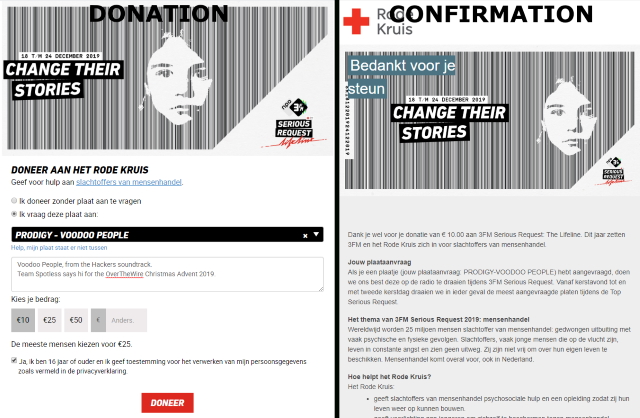 DONATION
18 T/M 24 DECEMBER 2019
CHANGE THEIR
STORIES
npo
3FM
SERIOUS
REQUEST
lifeline
DONEER AAN HET RODE KRUIS
Geef voor hulp aan slachtoffers van mensenhandel.
Ik doneer zonder plaat aan te vragen
Ik vraag deze plaat aan:
PRODIGY - VOODOO PEOPLE
×
Help, mijn plaat staat er niet tussen
Voodoo People, from the Hackers soundtrack.
Team Spotless says hi for the OverTheWire Christmas Advent 2019
Kies je bedrag:
€10
€25
€50
€
Anders.
De meeste mensen kiezen voor €25.
Ja, ik ben 16 jaar of ouder en ik geef toestemming voor het verwerken van mijn persoonsgegevens
zoals vermeld in de privacyverklaring.
DONEER
CONFIRMATION
Rode
Kruis
Bedankt voor je
steun
18 T/M 24 DECEMBER 2019
CHANGE THEIR
STORIES
SERIOUS
REQUEST
Dank je wel voor je donatie van € 10.00 aan 3FM Serious Request: The Lifeline. Dit jaar zetten
3FM en het Rode Kruis zich in voor slachtoffers van mensenhandel.
Jouw plaataanvraag
Als je een plaatje (jouw plaataanvraag: PRODIGY-VOODOO PEOPLE) hebt aangevraagd, doen
we ons best deze op de radio te draaien tijdens 3FM Serious Request. Vanaf kerstavond tot en
met tweede kerstdag draaien we in ieder geval de meest aangevraagde platen tijdens de Top
Serious Request.
Het thema van 3FM Serious Request 2019: mensenhandel
Wereldwijd worden 25 miljoen mensen slachtoffer van mensenhandel: gedwongen uitbuiting met
vaak psychische en fysieke gevolgen. Slachtoffers, vaak jonge mensen die op de vlucht zijn,
leven in constante angst en zien geen uitweg. Zij zijn niet vrij om over hun eigen leven te
beschikken. Mensenhandel komt overal voor, ook in Nederland.
Hoe helpt het Rode Kruis?
Het Rode Kruis:
geeft slachtoffers van mensenhandel psychosociale hulp en een opleiding zodat zij hun
leven weer op kunnen bouwen.